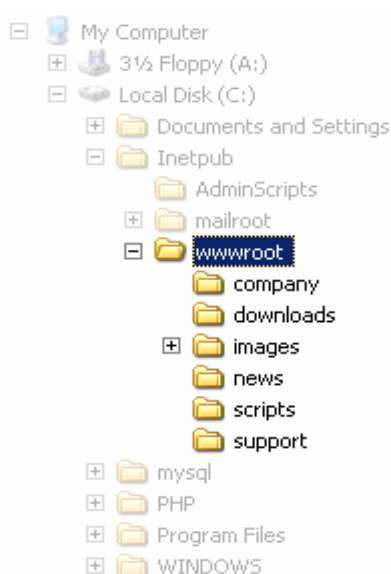 My Computer
3½ Floppy (A:)
Local Disk (C:)
Documents and Settings
Inetpub
AdminScripts
mailroot
wwwroot
company
downloads
images
news
scripts
support
mysql
PHP
Program Files
WINDOWS